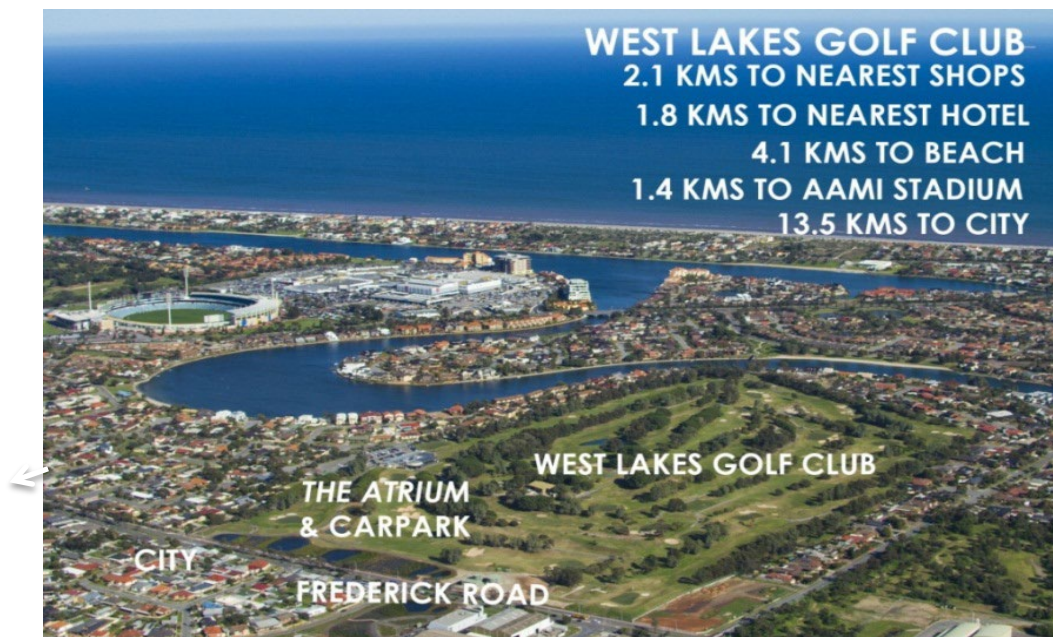 WEST LAKES GOLF CLUB
2.1 KMS TO NEAREST SHOPS
1.8 KMS TO NEAREST HOTEL
4.1 KMS TO BEACH
1.4 KMS TO AAMI STADIUM
13.5 KMS TO CITY
WEST LAKES GOLF CLUB
THE ATRIUM
& CARPARK
CITY
FREDERICK ROAD